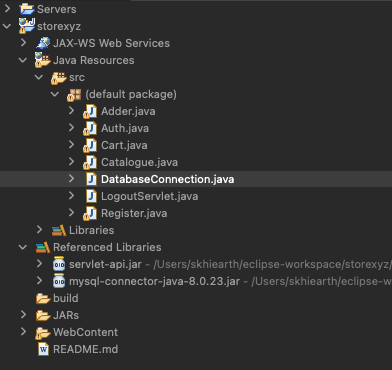 Servers
storexyz
JAX-WS Web Services
Java Resources
src
(default package)
Adder.java
Auth.java
Cart.java
Catalogue.java
DatabaseConnection.java
LogoutServlet.java
Register.java
Libraries
Referenced Libraries
servlet-api.jar - /Users/skhiearth/eclipse-workspace/storexyz/
mysql-connector-java-8.0.23.jar - /Users/skhiearth/eclipse-w
build
JARs
WebContent
README.md